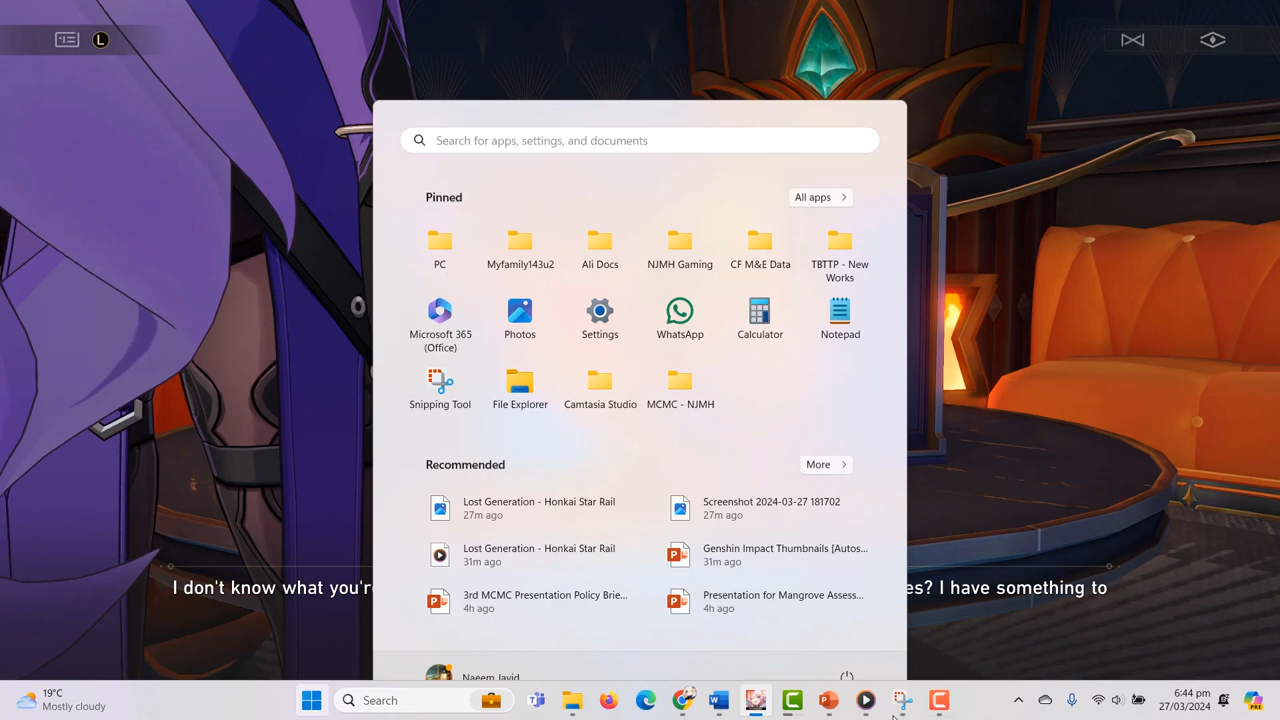 L
Search for apps, settings, and documents
Pinned
All apps
PC
Myfamily143u2
Ali Docs
NJMH Gaming
CF M&E Data
TBTTP - New
Works
Microsoft 365
(Office)
Photos
Settings
WhatsApp
Calculator
Notepad
Snipping Tool
File Explorer
Camtasia Studio
MCMC - NJMH
Recommended
More
Lost Generation - Honkai Star Rail
27m ago
Screenshot 2024-03-27 181702
27m ago
Lost Generation - Honkai Star Rail
31m ago
Genshin Impact Thumbnails [Autos...
31m ago
3rd MCMC Presentation Policy Brie...
4h ago
Presentation for Mangrove Assess...
4h ago
I don't know what you'r
es? I have something to
Naeem Javid
19°C
Mostly cloudy
Search
6:44 pm
27/03/2024
PRE